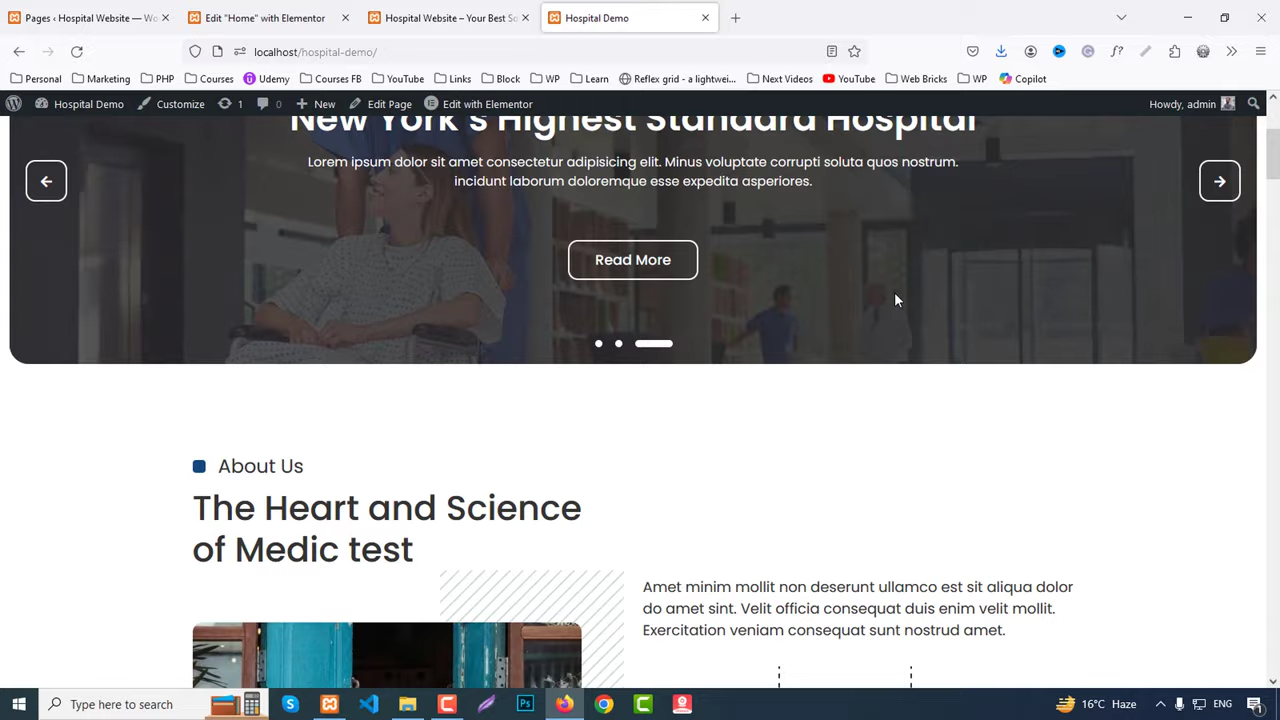 Pages ‹ Hospital Website — Wo
Edit "Home" with Elementor
Hospital Website – Your Best So
Hospital Demo
localhost/hospital-demo/
Personal
Marketing
PHP
Courses
Udemy
Courses FB
YouTube
Links
Block
WP
Learn
Reflex grid - a lightwei...
Next Videos
YouTube
Web Bricks
WP
Copilot
Hospital Demo
Customize
1
0
New
Edit Page
Edit with Elementor
Howdy, admin
New York's Highest Standard Hospital
Lorem ipsum dolor sit amet consectetur adipisicing elit. Minus voluptate corrupti soluta quos nostrum.
incidunt laborum doloremque esse expedita asperiores.
Read More
About Us
The Heart and Science
of Medic test
Amet minim mollit non deserunt ullamco est sit aliqua dolor
do amet sint. Velit officia consequat duis enim velit mollit.
Exercitation veniam consequat sunt nostrud amet.
Type here to search
Ps
16°C Haze
ENG
1